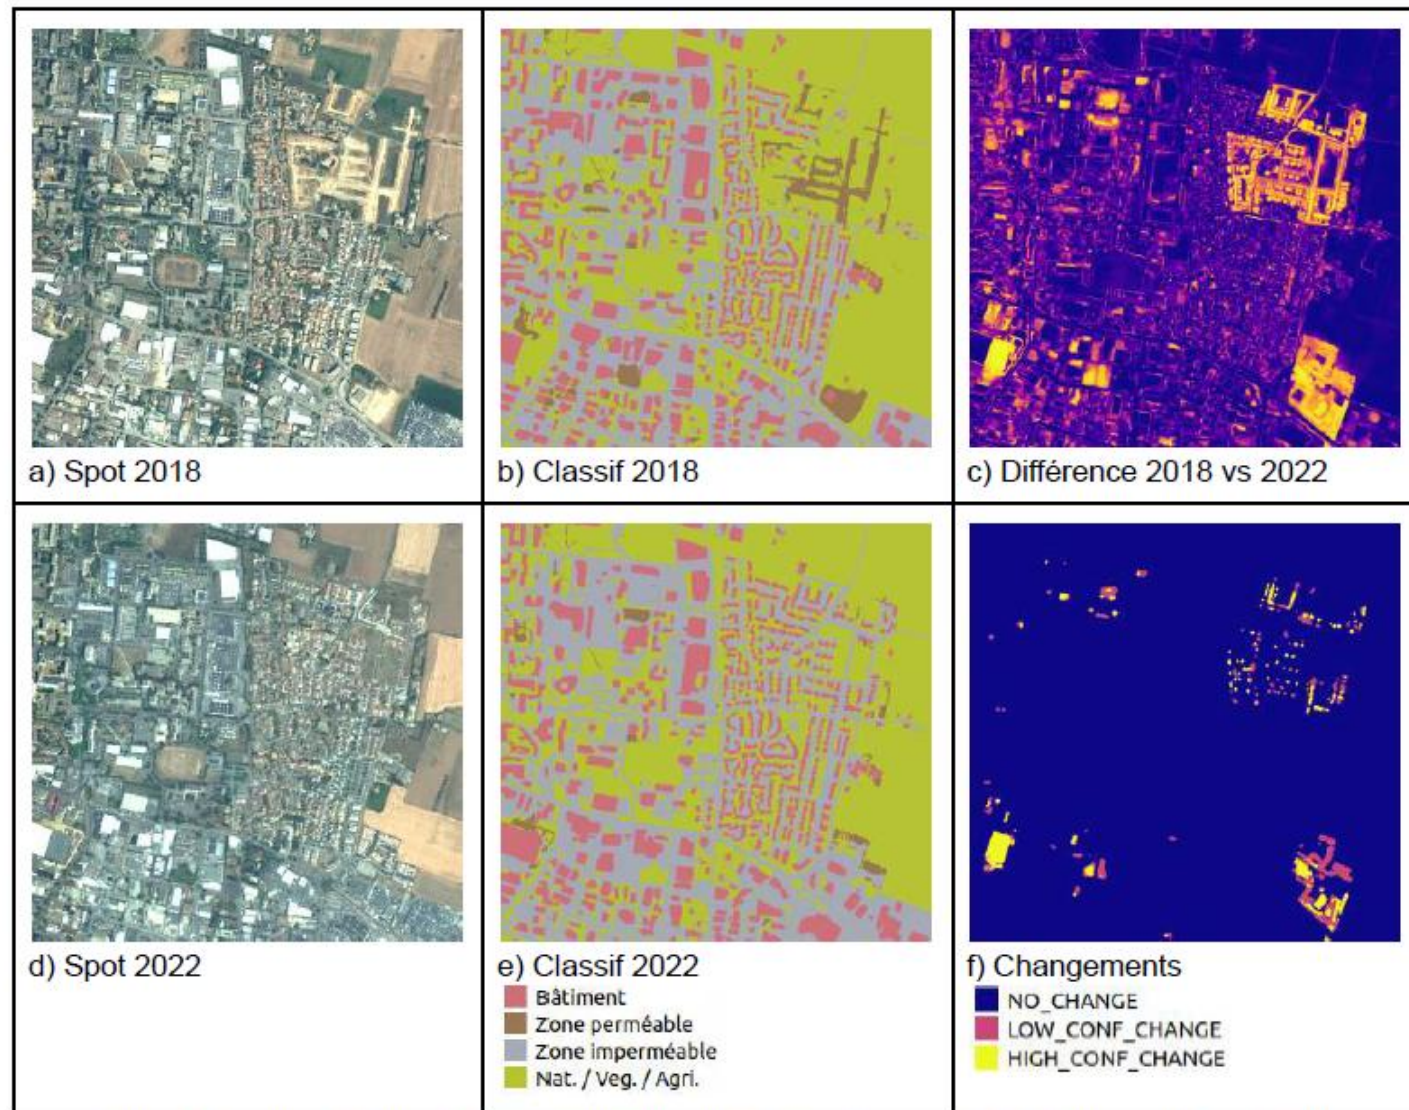 a) Spot 2018
b) Classif 2018
c) Différence 2018 vs 2022
d) Spot 2022
e) Classif 2022
Bâtiment
Zone perméable
Zone imperméable
Nat. / Veg. / Agri.
f) Changements
NO_CHANGE
LOW_CONF_CHANGE
HIGH_CONF_CHANGE